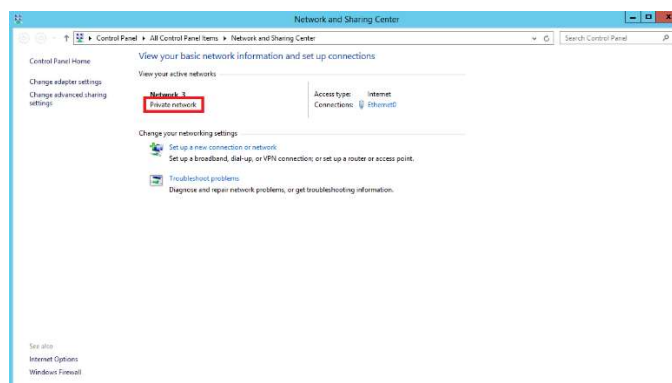 Network and Sharing Center
Control Panel All Control Panel Items Network and Sharing Center
Search Control Panel
Control Panel Home
Change adapter settings
Change advanced sharing
settings
View your basic network information and set up connections
View your active networks
Network 3
Private network
Access type: Internet
Connections: Ethernet0
Change your networking settings
Set up a new connection or network
Set up a broadband, dial-up, or VPN connection; or set up a router or access point.
Troubleshoot problems
Diagnose and repair network problems, or get troubleshooting information.
See also
Internet Options
Windows Firewall